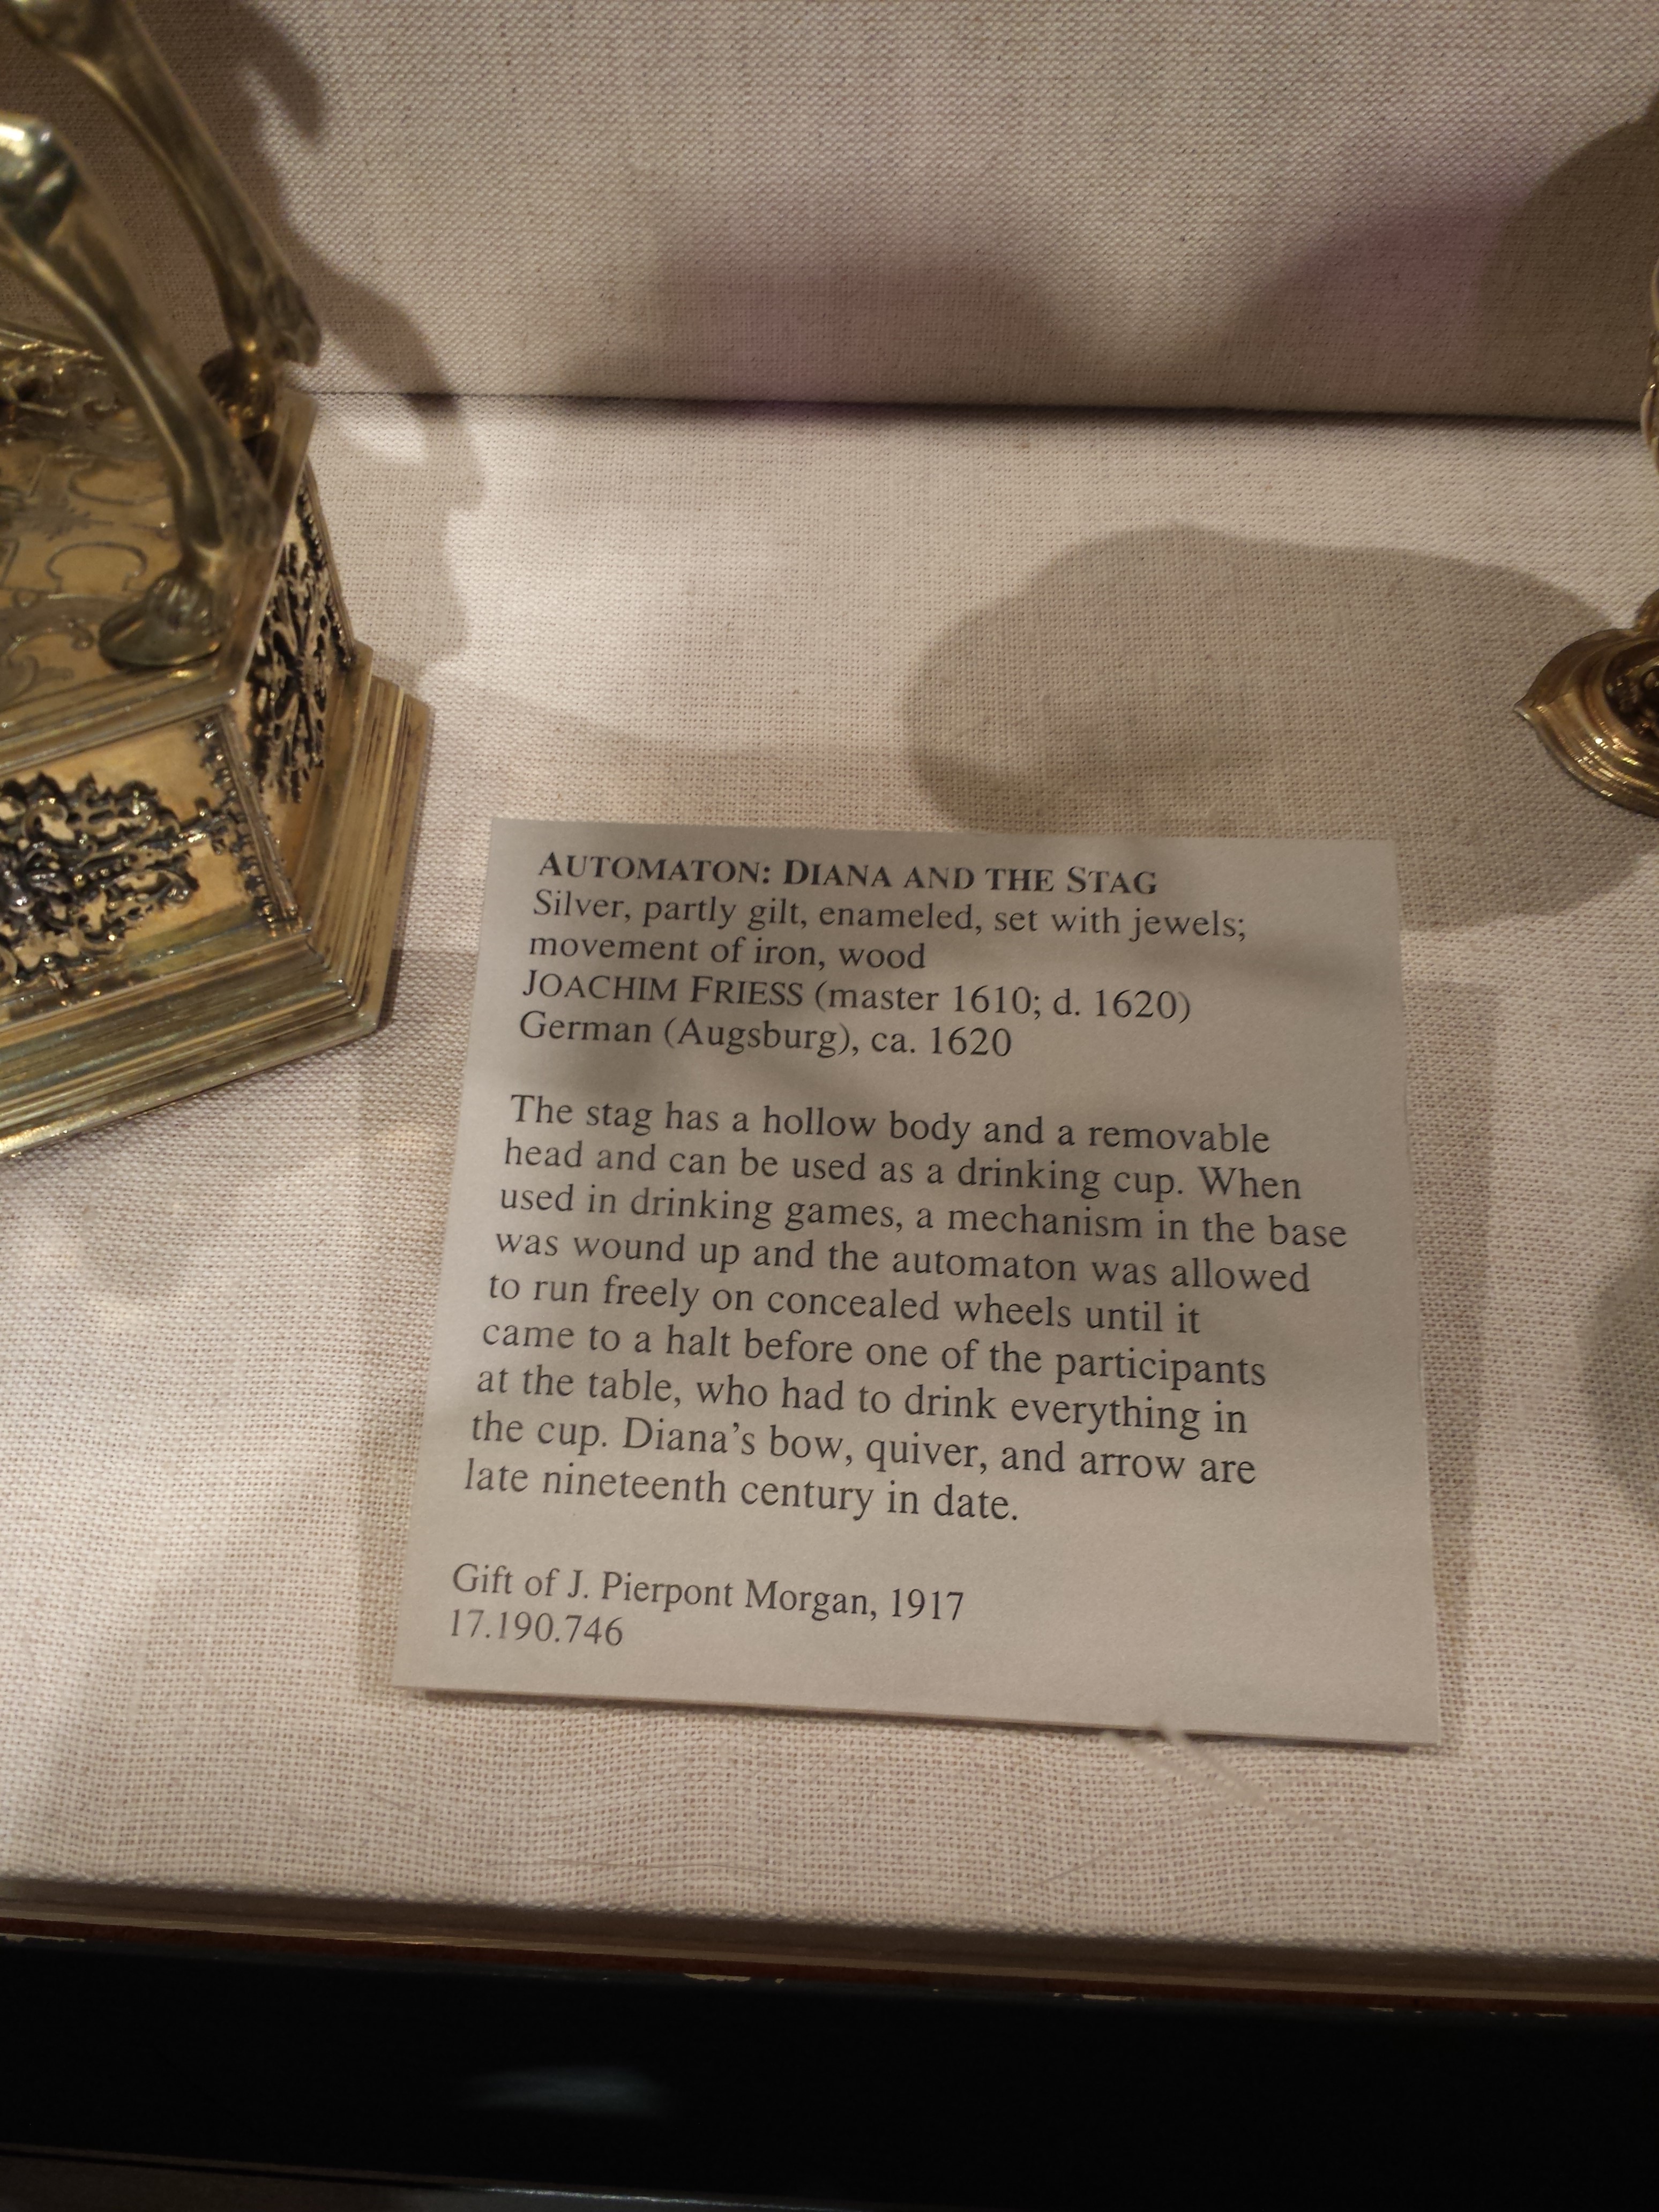 AUTOMATON: DIANA AND THE STAG
Silver, partly gilt, enameled, set with jewels;
movement of iron, wood
JOACHIM FRIESS (master 1610; d. 1620)
German (Augsburg), ca. 1620
The stag has a hollow body and a removable
head and can be used as a drinking cup. When
used in drinking games, a mechanism in the base
was wound up and the automaton was allowed
to run freely on concealed wheels until it
came to a halt before one of the participants
at the table, who had to drink everything in
the cup. Diana's bow, quiver, and arrow are
late nineteenth century in date.
Gift of J. Pierpont Morgan, 1917
17.190.746